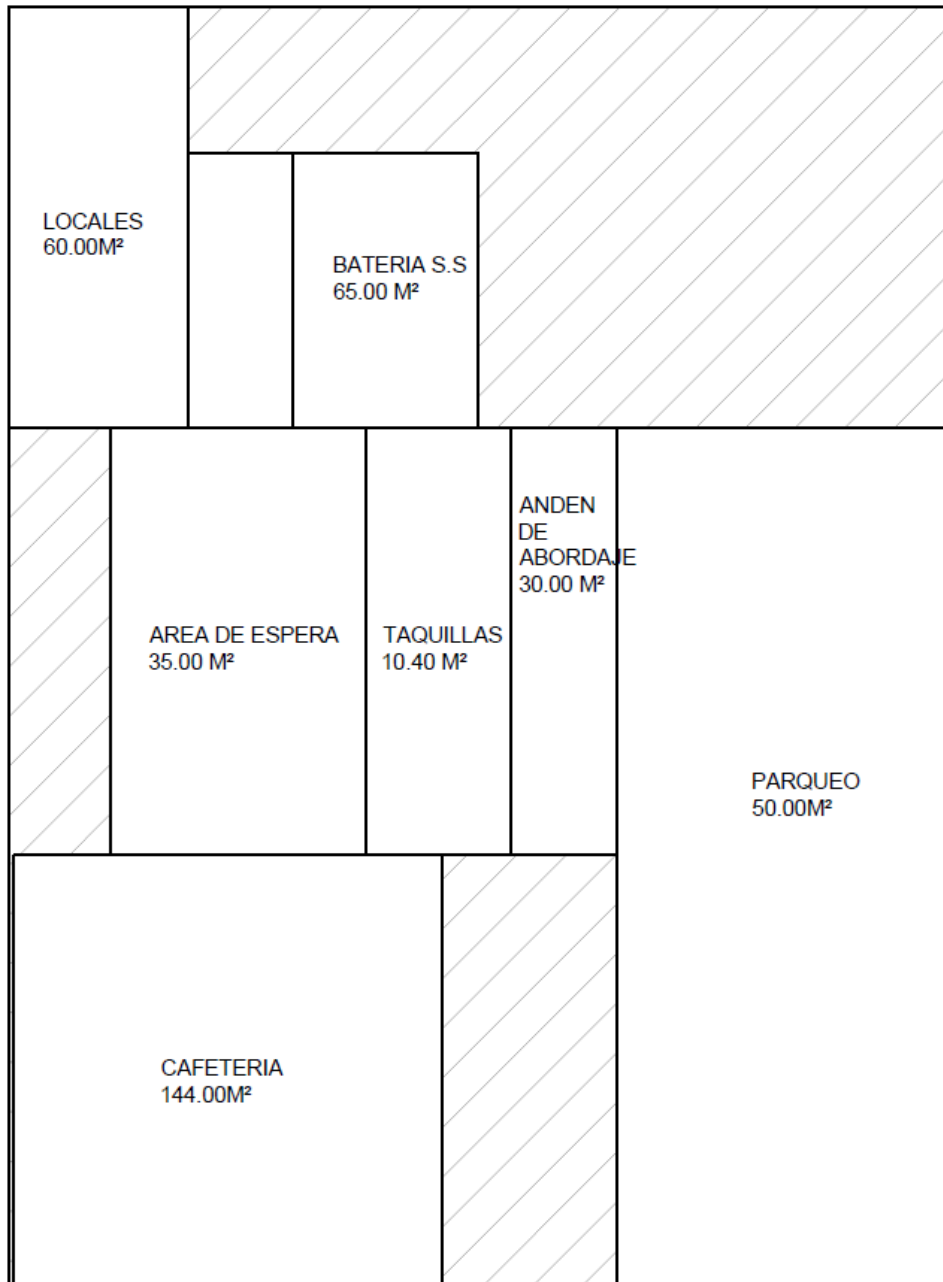 LOCALES
60.00M²
BATERIA S.S
65.00 M²
ANDEN
DE
ABORDAJE
30.00 M²
AREA DE ESPERA
35.00 M²
TAQUILLAS
10.40 M²
PARQUEO
50.00M²
CAFETERIA
144.00M²